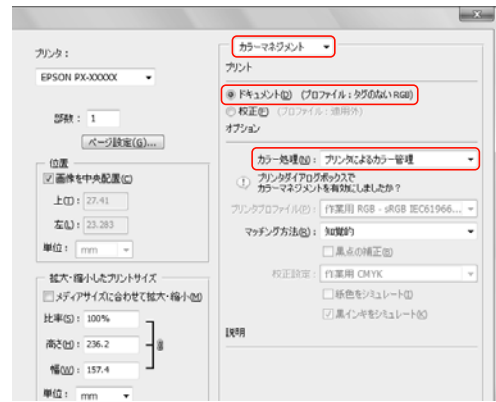 プリンタ：
EPSON PX-XXXXX
部数： 1
ページ設定(G)...
位置
画像を中央配置(C)
上(T)： 27.41
左(L)： 23.283
単位： mm
拡大・縮小したプリントサイズ
メディアサイズに合わせて拡大・縮小(M)
比率(S)： 100%
高さ(H)： 236.2
幅(W)： 157.4
単位： mm
カラーマネジメント
プリント
ドキュメント(D) (プロファイル：タグのない RGB)
校正(F) (プロファイル：適用外)
オプション
カラー処理(N)： プリンタによるカラー管理
プリンタダイアログボックスで
カラーマネジメントを有効にしましたか？
プリンタプロファイル(P)： 作業用 RGB - sRGB IEC61966...
マッチング方法(R)： 知覚的
黒点の補正(B)
校正設定： 作業用 CMYK
紙色をシミュレート(I)
黒インキをシミュレート(K)
説明